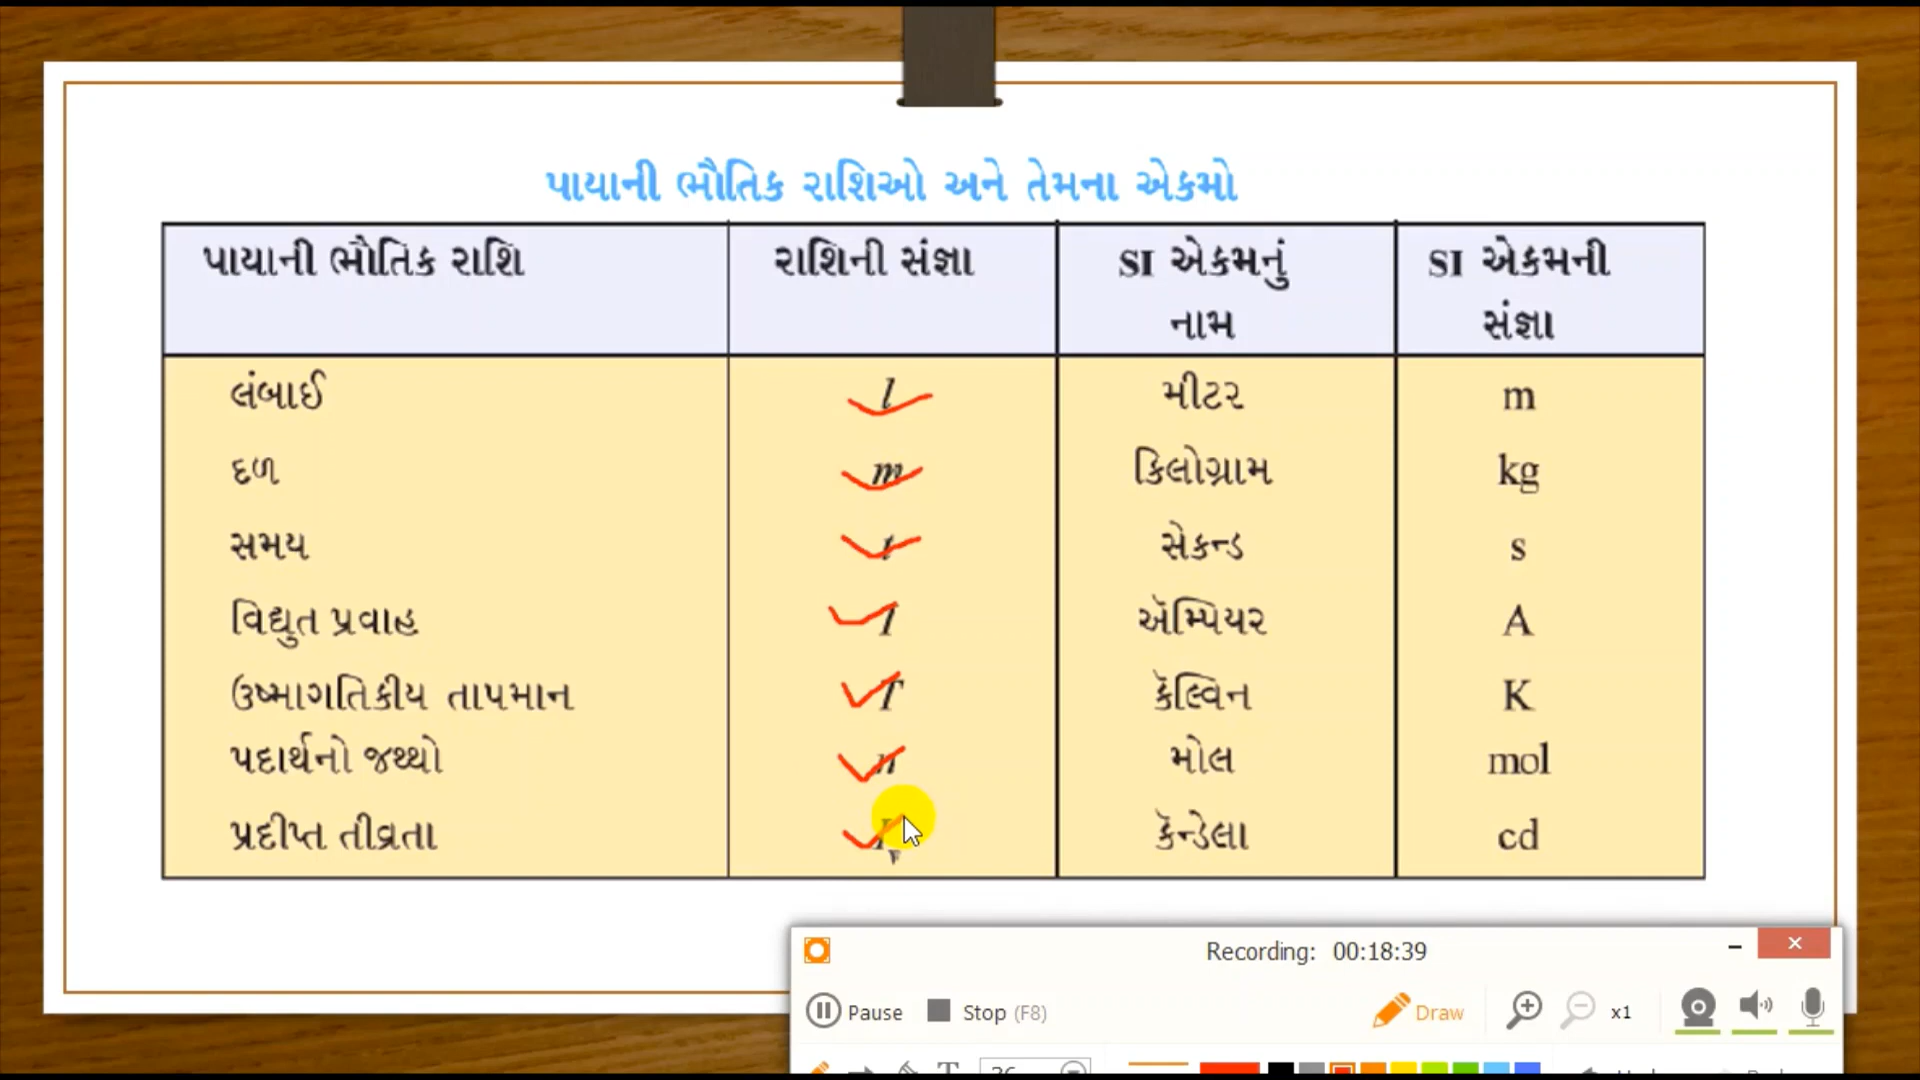 પાયાની ભૌતિક રાશિઓ અને તેમના એકમો
પાયાની ભૌતિક રાશિ રાશિની સંજ્ઞા SI એકમનું નામ SI એકમની સંજ્ઞા
લંબાઈ l મીટર m
દળ m કિલોગ્રામ kg
સમય t સેકન્ડ s
વિદ્યુત પ્રવાહ I ઍમ્પિયર A
ઉષ્માગતિકીય તાપમાન T કૅલ્વિન K
પદાર્થનો જથ્થો n મોલ mol
પ્રદીપ્ત તીવ્રતા Iv કૅન્ડેલા cd
Recording: 00:18:39
Pause Stop (F8) Draw x1